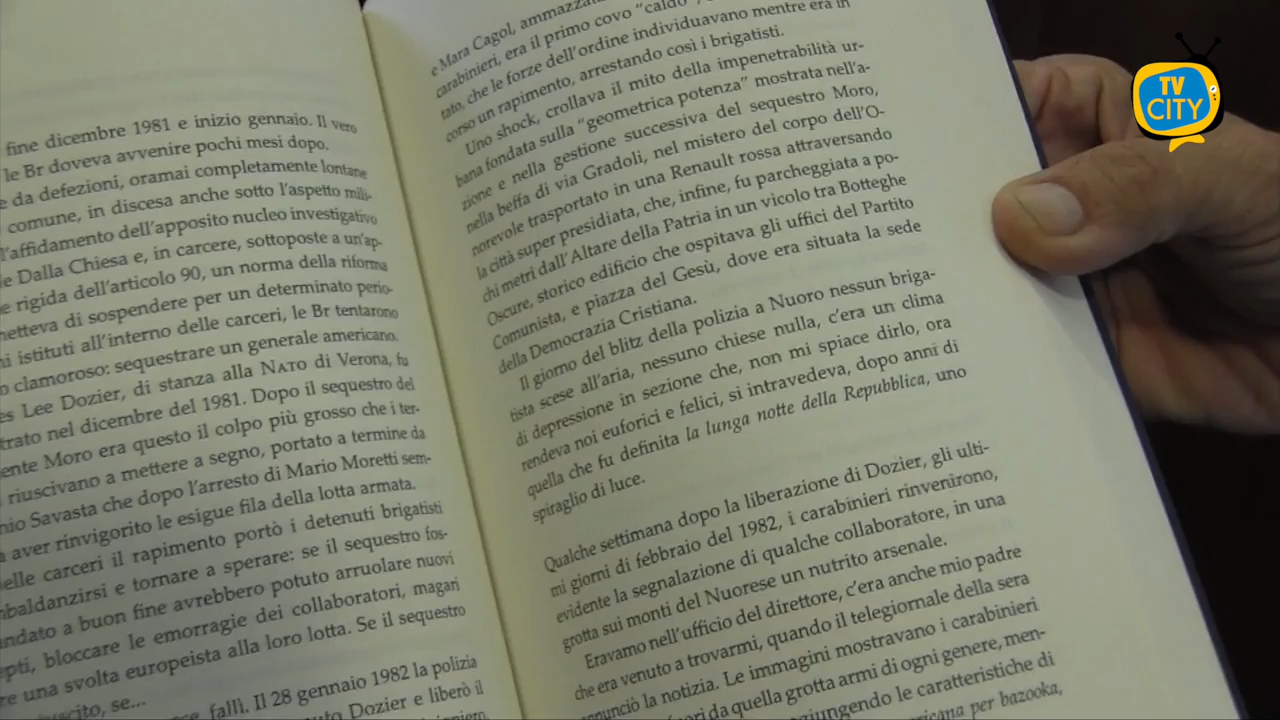 fine dicembre 1981 e inizio gennaio. Il vero
le Br doveva avvenire pochi mesi dopo.
e da defezioni, oramai completamente lontane
comune, in discesa anche sotto l'aspetto mili-
l'affidamento dell'apposito nucleo investigativo
le Dalla Chiesa e, in carcere, sottoposte a un'ap-
e rigida dell'articolo 90, un norma della riforma
metteva di sospendere per un determinato perio-
ni istituti all'interno delle carceri, le Br tentarono
o clamoroso: sequestrare un generale americano.
es Lee Dozier, di stanza alla NATO di Verona, fu
trato nel dicembre del 1981. Dopo il sequestro del
ente Moro era questo il colpo più grosso che i ter-
riuscivano a mettere a segno, portato a termine da
nio Savasta che dopo l'arresto di Mario Moretti sem-
a aver rinvigorito le esigue fila della lotta armata.
elle carceri il rapimento portò i detenuti brigatisti
mbaldanzirsi e tornare a sperare: se il sequestro fos-
andato a buon fine avrebbero potuto arruolare nuovi
epti, bloccare le emorragie dei collaboratori, magari
re una svolta europeista alla loro lotta. Se il sequestro
uscito, se...
fallì. Il 28 gennaio 1982 la polizia
Dozier e liberò il
e Mara Cagol, ammazzata
carabinieri, era il primo covo "caldo",
tato, che le forze dell'ordine individuavano mentre era in
corso un rapimento, arrestando così i brigatisti.
Uno shock, crollava il mito della impenetrabilità ur-
bana fondata sulla "geometrica potenza" mostrata nell'a-
zione e nella gestione successiva del sequestro Moro,
nella beffa di via Gradoli, nel mistero del corpo dell'O-
norevole trasportato in una Renault rossa attraversando
la città super presidiata, che, infine, fu parcheggiata a po-
chi metri dall'Altare della Patria in un vicolo tra Botteghe
Oscure, storico edificio che ospitava gli uffici del Partito
Comunista, e piazza del Gesù, dove era situata la sede
della Democrazia Cristiana.
Il giorno del blitz della polizia a Nuoro nessun briga-
tista scese all'aria, nessuno chiese nulla, c'era un clima
di depressione in sezione che, non mi spiace dirlo, ora
rendeva noi euforici e felici, si intravedeva, dopo anni di
quella che fu definita la lunga notte della Repubblica, uno
spiraglio di luce.
Qualche settimana dopo la liberazione di Dozier, gli ulti-
mi giorni di febbraio del 1982, i carabinieri rinvenirono,
evidente la segnalazione di qualche collaboratore, in una
grotta sui monti del Nuorese un nutrito arsenale.
Eravamo nell'ufficio del direttore, c'era anche mio padre
che era venuto a trovarmi, quando il telegiornale della sera
annunciò la notizia. Le immagini mostravano i carabinieri
da quella grotta armi di ogni genere, men-
le caratteristiche di
per bazooka,
TV
CITY